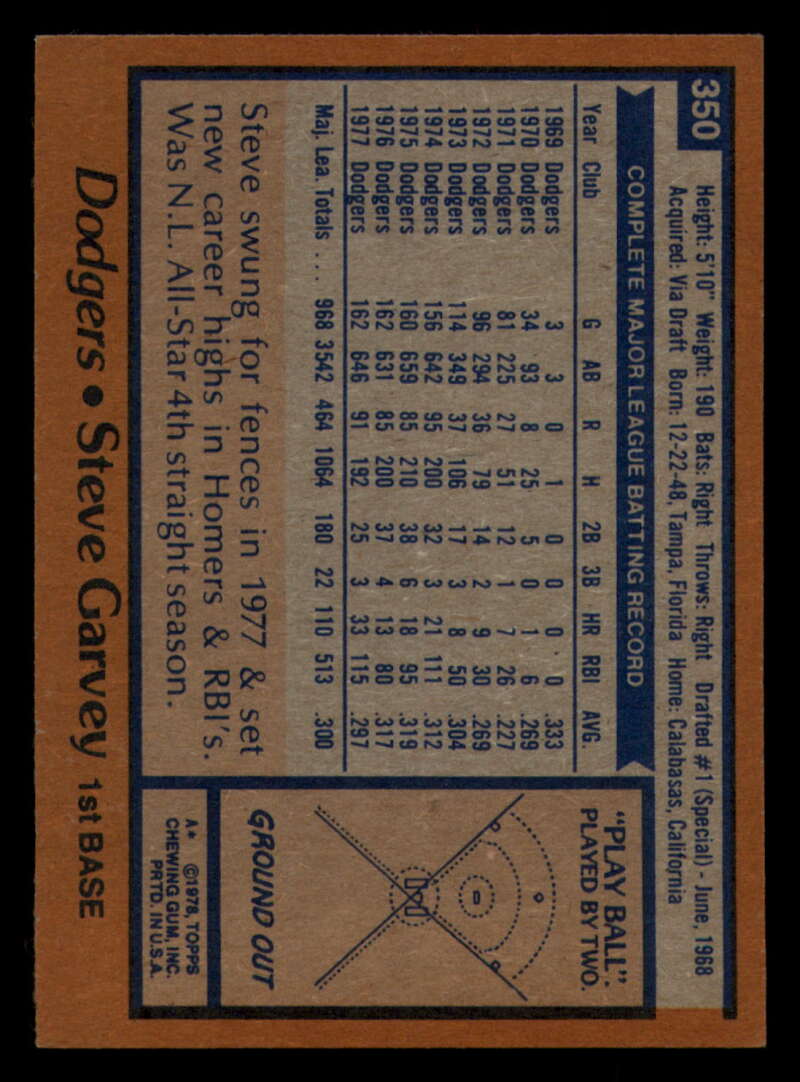 350
Height: 5'10" Weight: 190 Bats: Right Throws: Right Drafted #1 (Special) - June, 1968
Acquired: Via Draft Born: 12-22-48, Tampa, Florida Home: Calabasas, California
COMPLETE MAJOR LEAGUE BATTING RECORD
Year Club G AB R H 2B 3B HR RBI AVG.
1969 Dodgers 3 3 0 1 0 0 0 0 .333
1970 Dodgers 34 93 8 25 5 0 1 6 .269
1971 Dodgers 81 225 27 51 12 1 7 26 .227
1972 Dodgers 96 294 36 79 14 2 9 30 .269
1973 Dodgers 114 349 37 106 17 3 8 50 .304
1974 Dodgers 156 642 95 200 32 3 21 111 .312
1975 Dodgers 160 659 85 210 38 6 18 95 .319
1976 Dodgers 162 631 85 200 37 4 13 80 .317
1977 Dodgers 162 646 91 192 25 3 33 115 .297
Maj. Lea. Totals ... 968 3542 464 1064 180 22 110 513 .300
Steve swung for fences in 1977 & set
new career highs in Homers & RBI's.
Was N.L. All-Star 4th straight season.
"PLAY BALL":
PLAYED BY TWO.
GROUND OUT
A* ©1978, TOPPS
CHEWING GUM, INC.
PRTD. IN U.S.A.
Dodgers • Steve Garvey 1st BASE